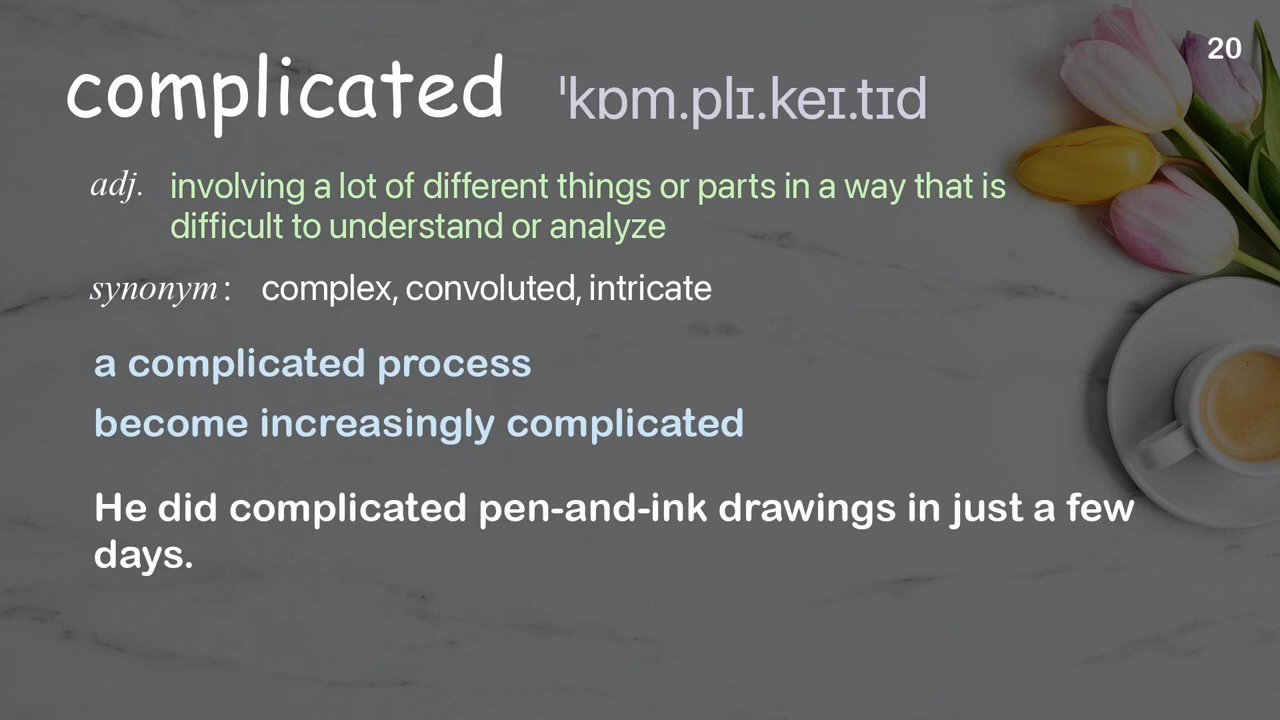 20
complicated ˈkɒm.plɪ.keɪ.tɪd
adj. involving a lot of different things or parts in a way that is
difficult to understand or analyze
synonym : complex, convoluted, intricate
a complicated process
become increasingly complicated
He did complicated pen-and-ink drawings in just a few
days.